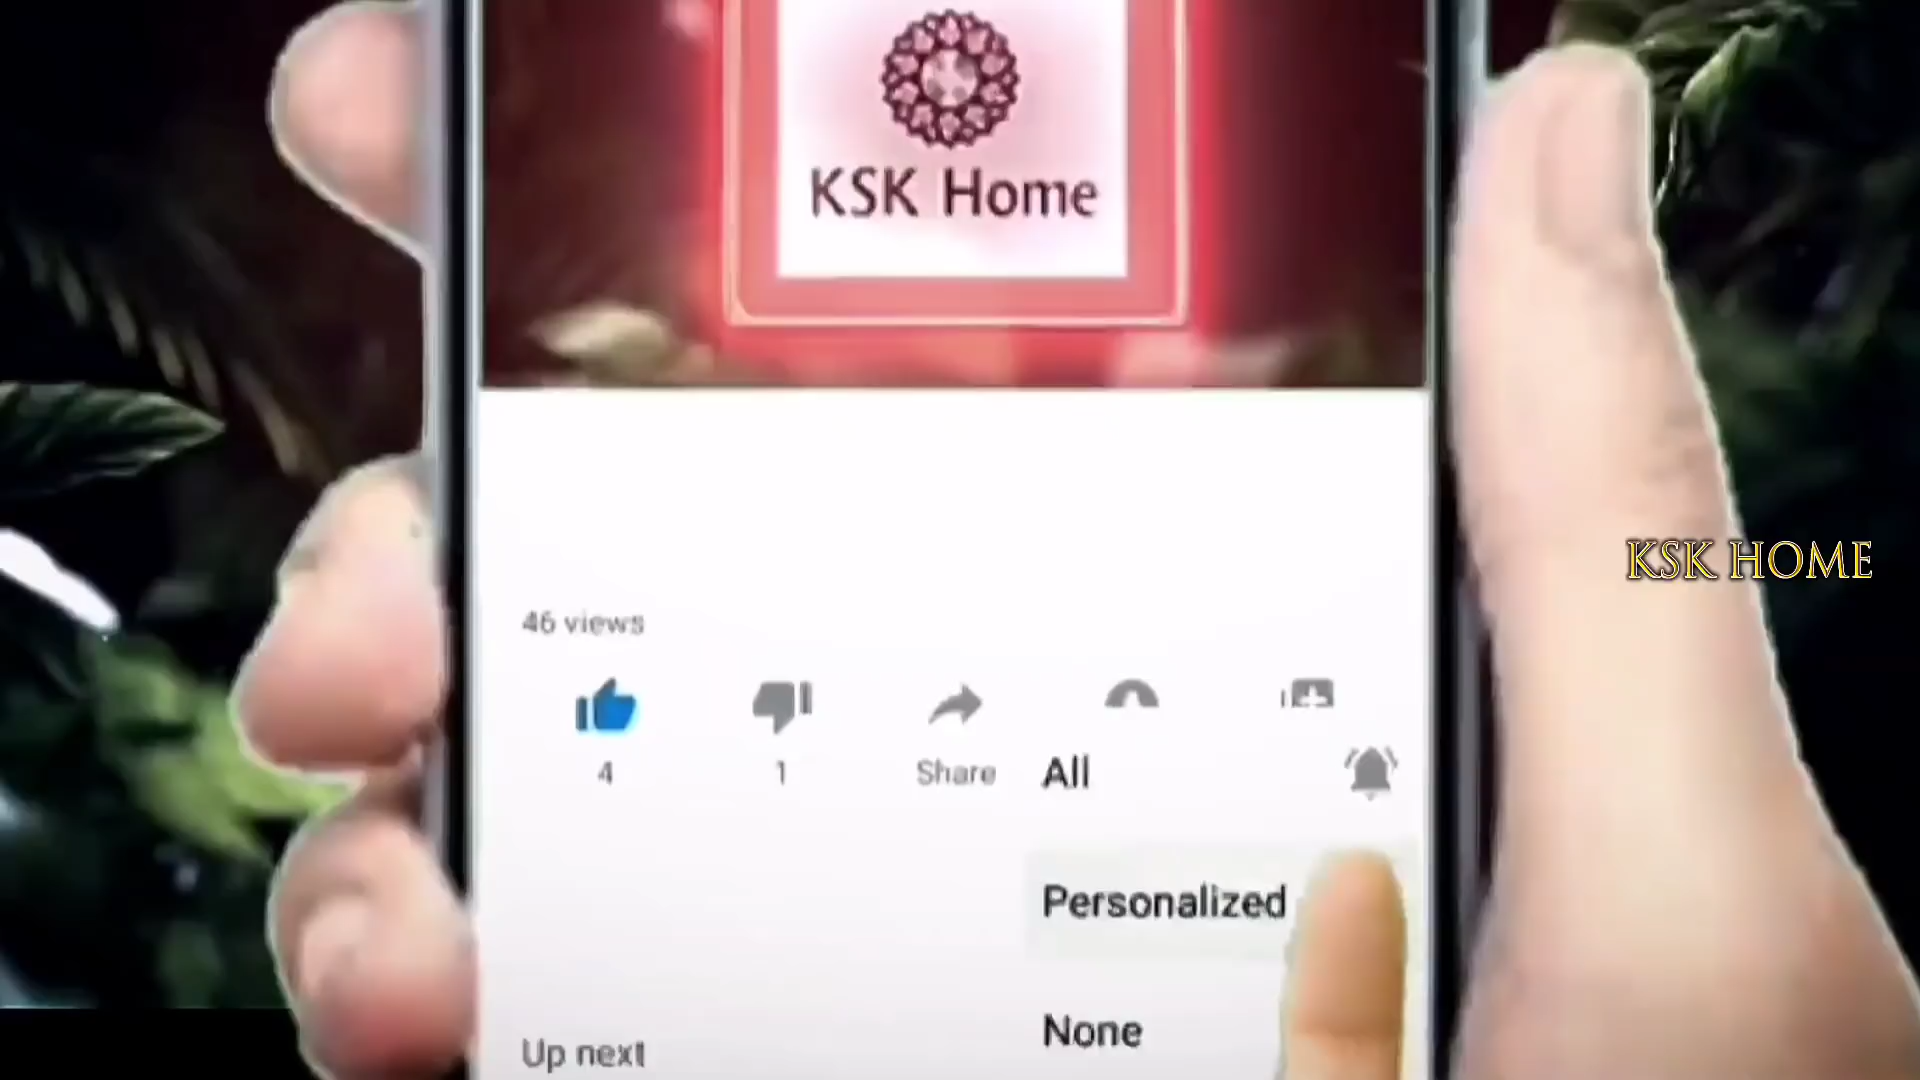 KSK Home
KSK HOME
46 views
4
1
Share
All
Personalized
None
Up next